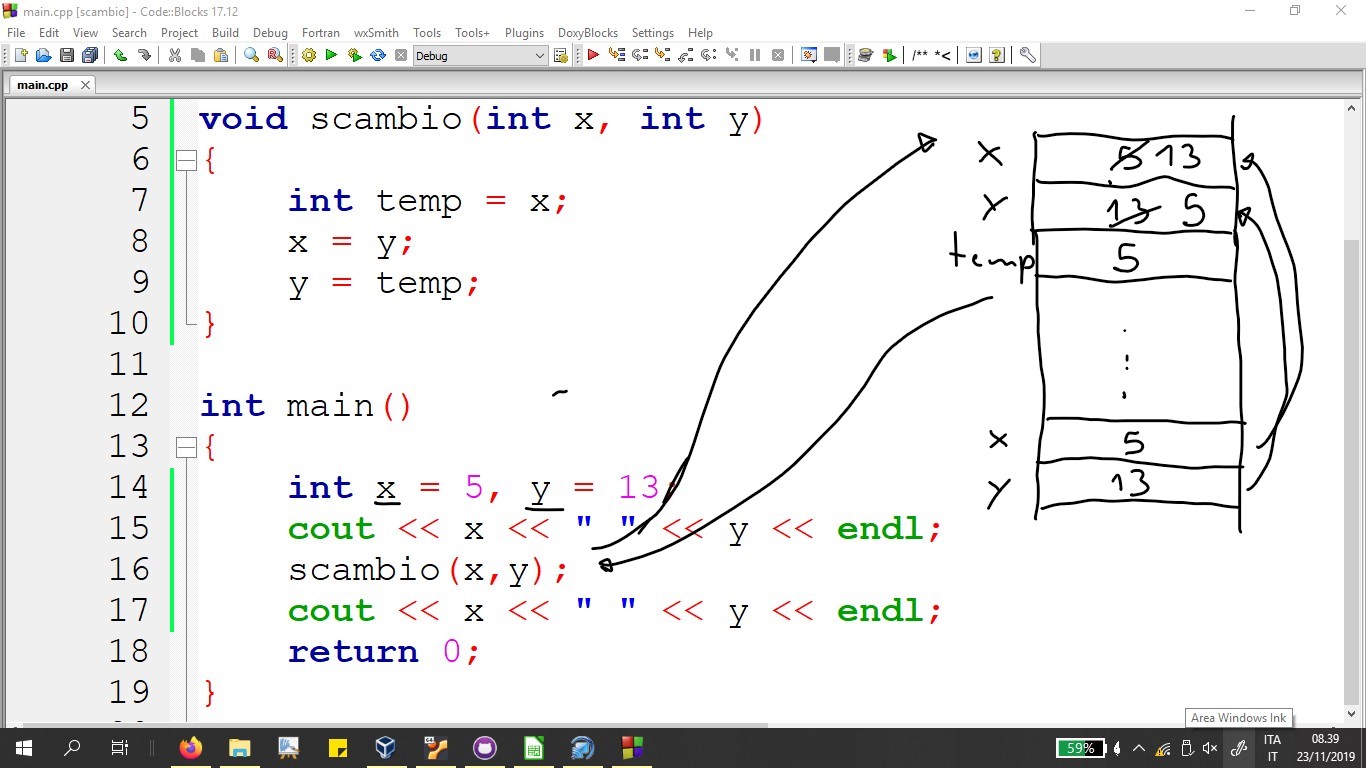 main.cpp [scambio] - Code::Blocks 17.12
File Edit View Search Project Build Debug Fortran wxSmith Tools Tools+ Plugins DoxyBlocks Settings Help
Debug /** *<
main.cpp
5 void scambio(int x, int y)
6 {
7 int temp = x;
8 x = y;
9 y = temp;
10 }
11
12 int main()
13 {
14 int x = 5, y = 13;
15 cout << x << " " << y << endl;
16 scambio(x,y);
17 cout << x << " " << y << endl;
18 return 0;
19 }
x 5 13
y 13 5
temp 5
x 5
y 13
Area Windows Ink
59%
ITA
IT
08.39
23/11/2019